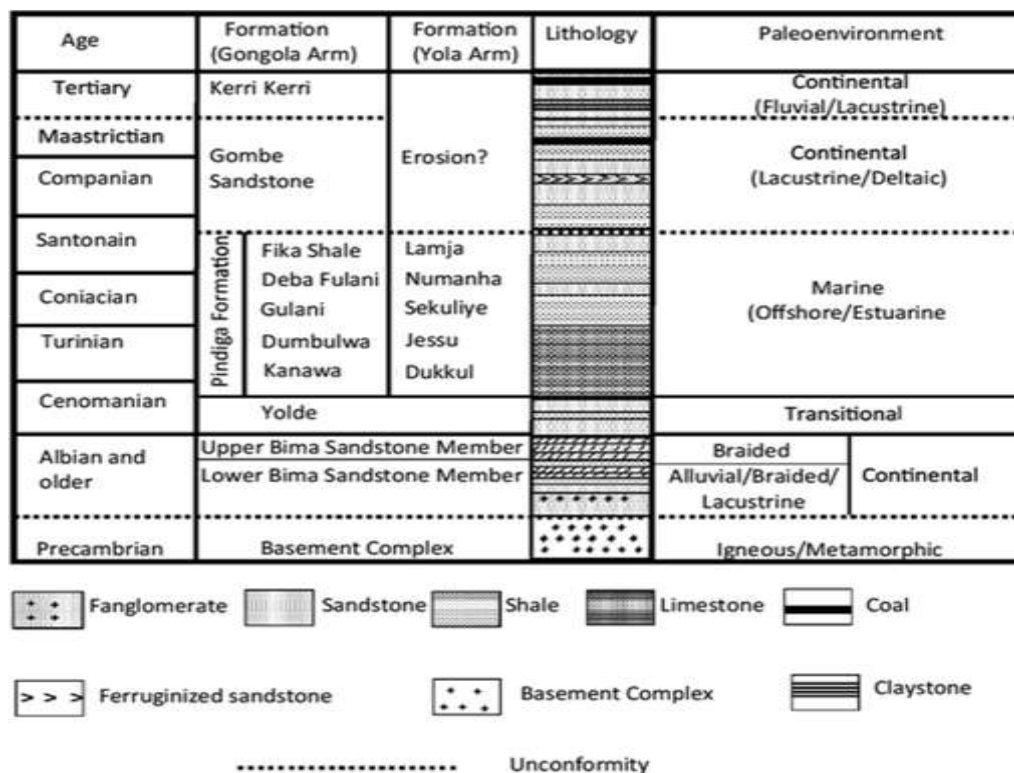 Age
Formation
(Gongola Arm)
Formation
(Yola Arm)
Lithology
Paleoenvironment
Tertiary
Kerri Kerri
Continental
(Fluvial/Lacustrine)
Maastrictian
Companian
Gombe
Sandstone
Erosion?
Continental
(Lacustrine/Deltaic)
Santonain
Coniacian
Turinian
Cenomanian
Pindiga Formation
Fika Shale
Deba Fulani
Gulani
Dumbulwa
Kanawa
Lamja
Numanha
Sekuliye
Jessu
Dukkul
Marine
(Offshore/Estuarine
Yolde
Transitional
Albian and
older
Upper Bima Sandstone Member
Lower Bima Sandstone Member
Braided
Alluvial/Braided/
Lacustrine
Continental
Precambrian
Basement Complex
Igneous/Metamorphic
Fanglomerate
Sandstone
Shale
Limestone
Coal
Ferruginized sandstone
Basement Complex
Claystone
Unconformity